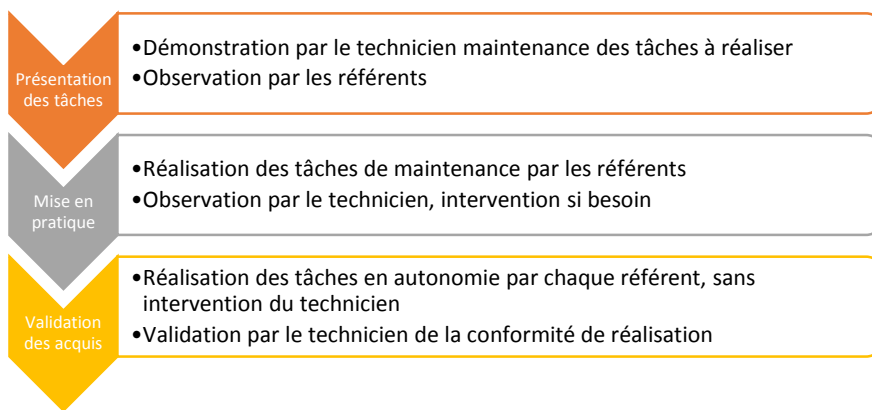 Présentation
des tâches
•Démonstration par le technicien maintenance des tâches à réaliser
•Observation par les référents
Mise en
pratique
•Réalisation des tâches de maintenance par les référents
•Observation par le technicien, intervention si besoin
Validation
des acquis
•Réalisation des tâches en autonomie par chaque référent, sans
intervention du technicien
•Validation par le technicien de la conformité de réalisation